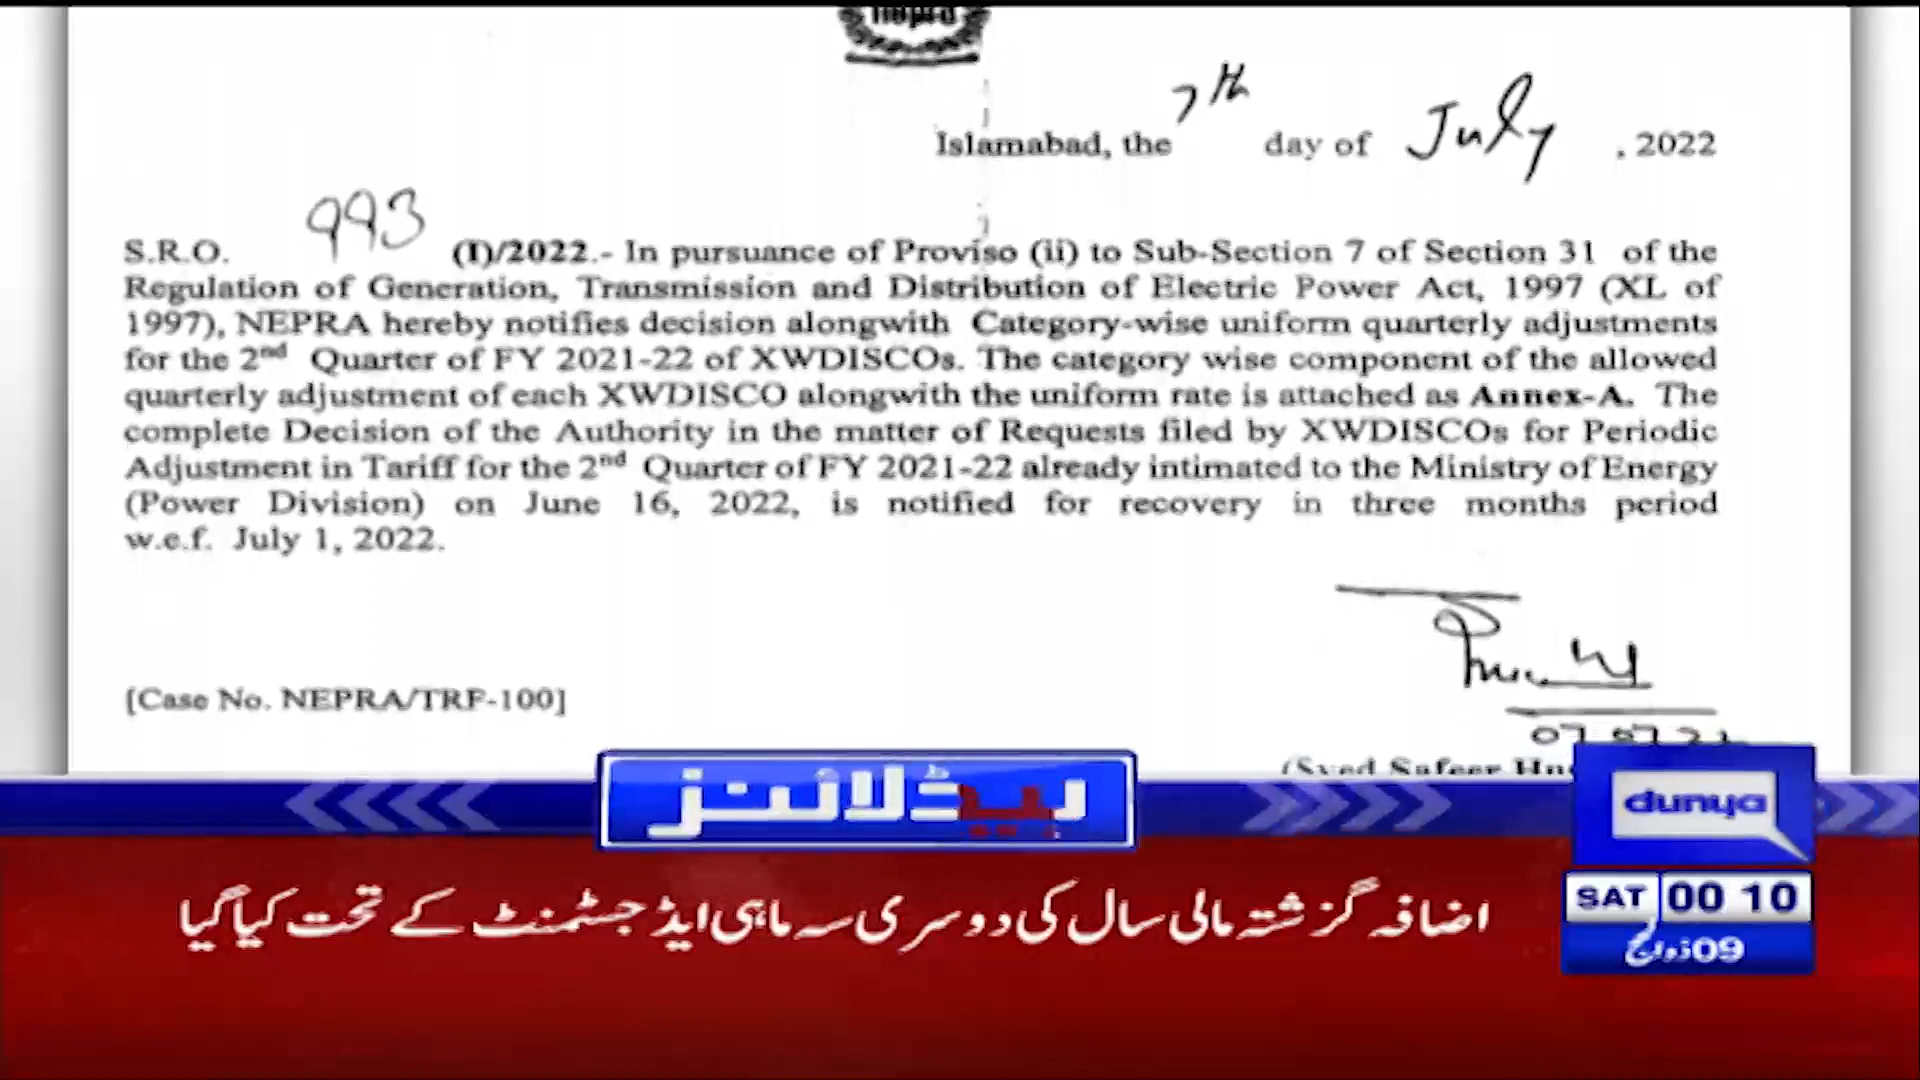 nepra
Islamabad, the 7th day of July , 2022
S.R.O. 993 (I)/2022.- In pursuance of Proviso (ii) to Sub-Section 7 of Section 31 of the
Regulation of Generation, Transmission and Distribution of Electric Power Act, 1997 (XL of
1997), NEPRA hereby notifies decision alongwith Category-wise uniform quarterly adjustments
for the 2nd Quarter of FY 2021-22 of XWDISCOs. The category wise component of the allowed
quarterly adjustment of each XWDISCO alongwith the uniform rate is attached as Annex-A. The
complete Decision of the Authority in the matter of Requests filed by XWDISCOs for Periodic
Adjustment in Tariff for the 2nd Quarter of FY 2021-22 already intimated to the Ministry of Energy
(Power Division) on June 16, 2022, is notified for recovery in three months period
w.e.f. July 1, 2022.
[Case No. NEPRA/TRF-100]
(Syed Safeer
ہیڈلائنز
dunya
اضافہ گزشتہ مالی سال کی دوسری سہ ماہی ایڈجسٹمنٹ کے تحت کیا گیا
SAT 00 10
09 ذوالحج